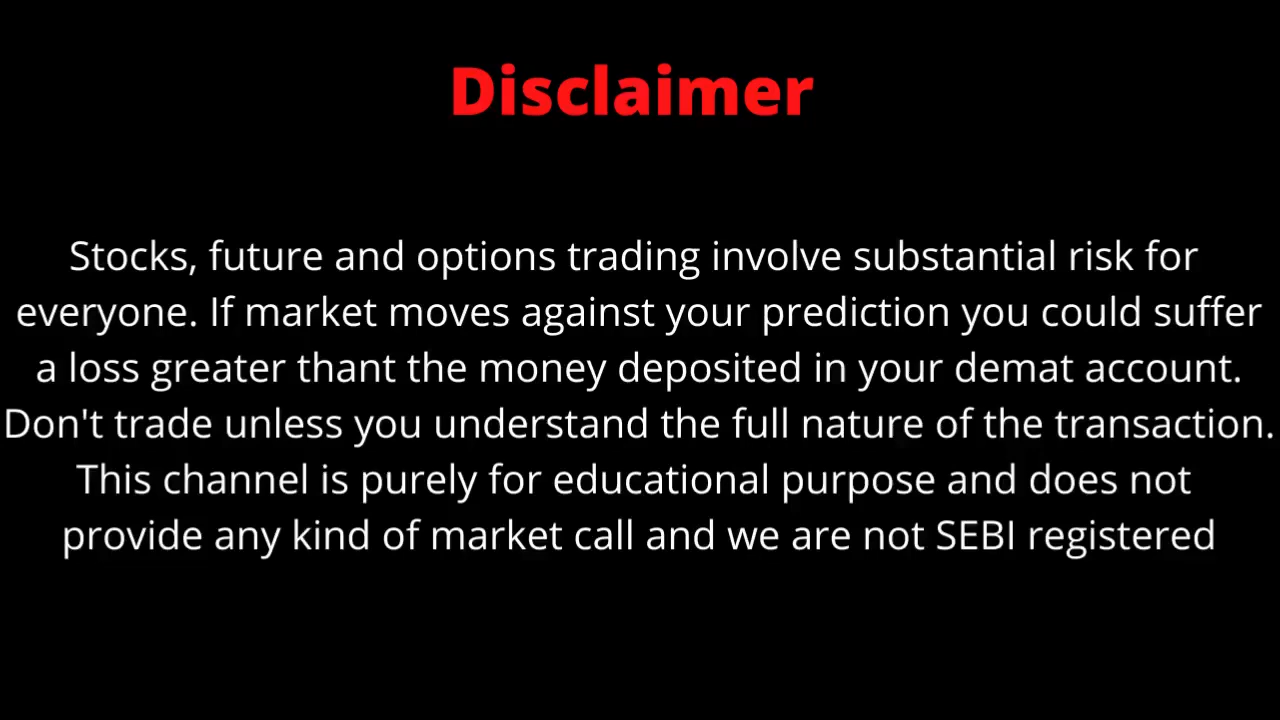 Disclaimer
Stocks, future and options trading involve substantial risk for
everyone. If market moves against your prediction you could suffer
a loss greater thant the money deposited in your demat account.
Don't trade unless you understand the full nature of the transaction.
This channel is purely for educational purpose and does not
provide any kind of market call and we are not SEBI registered